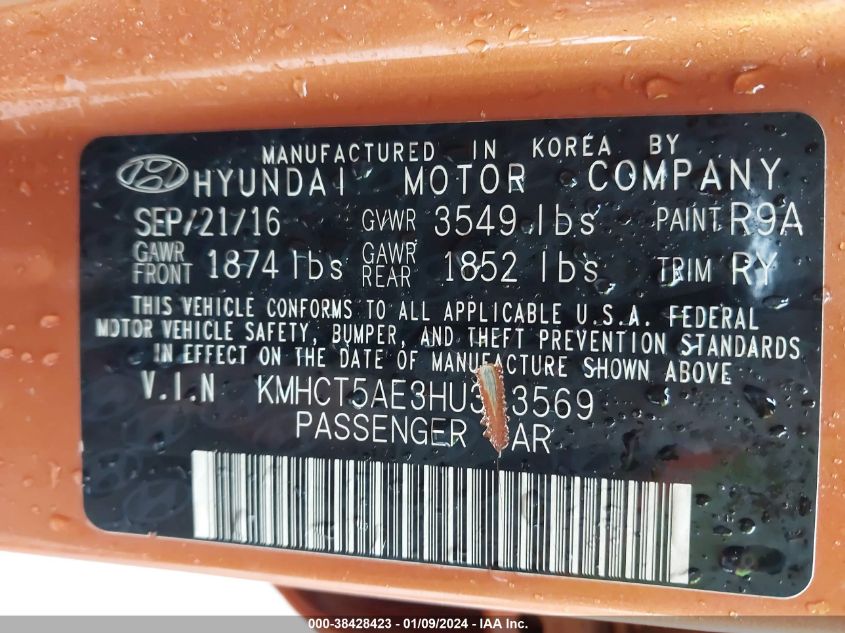 MANUFACTURED IN KOREA BY
HYUNDAI MOTOR COMPANY
SEP/21/16 GVWR 3549 lbs PAINT R9A
GAWR FRONT 1874 lbs GAWR REAR 1852 lbs TRIM RY
THIS VEHICLE CONFORMS TO ALL APPLICABLE U.S.A. FEDERAL
MOTOR VEHICLE SAFETY, BUMPER, AND THEFT PREVENTION STANDARDS
IN EFFECT ON THE DATE OF MANUFACTURE SHOWN ABOVE.
V.I.N
PASSENGER
000-38428423 - 01/09/2024 - IAA Inc.